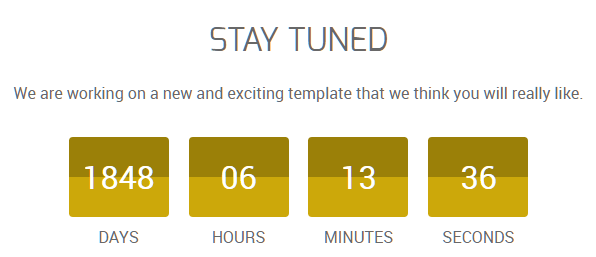 STAY TUNED
We are working on a new and exciting template that we think you will really like.
1848 06 13 36
DAYS HOURS MINUTES SECONDS